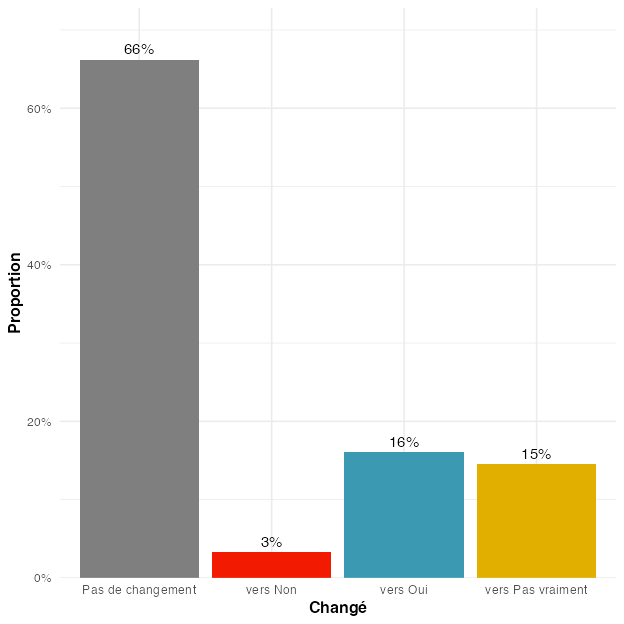 66%
60%
Proportion
40%
20%
16%
15%
3%
0%
Pas de changement
vers Non
vers Oui
vers Pas vraiment
Changé